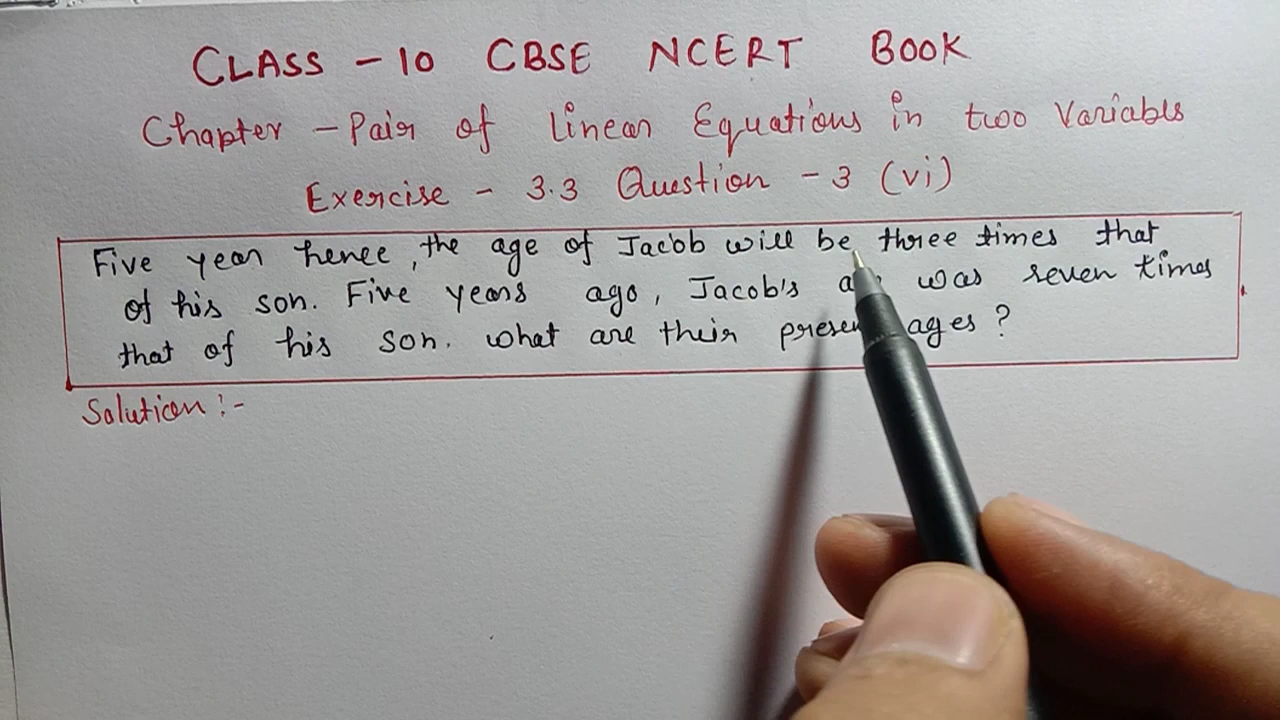 CLASS - 10 CBSE NCERT BOOK
Chapter - Pair of Linear Equations in two Variables
Exercise - 3.3 Question - 3 (vi)
Five year hence, the age of Jacob will be three times that
of his son. Five years ago, Jacob's was seven times
that of his son. what are their ages ?
Solution :-